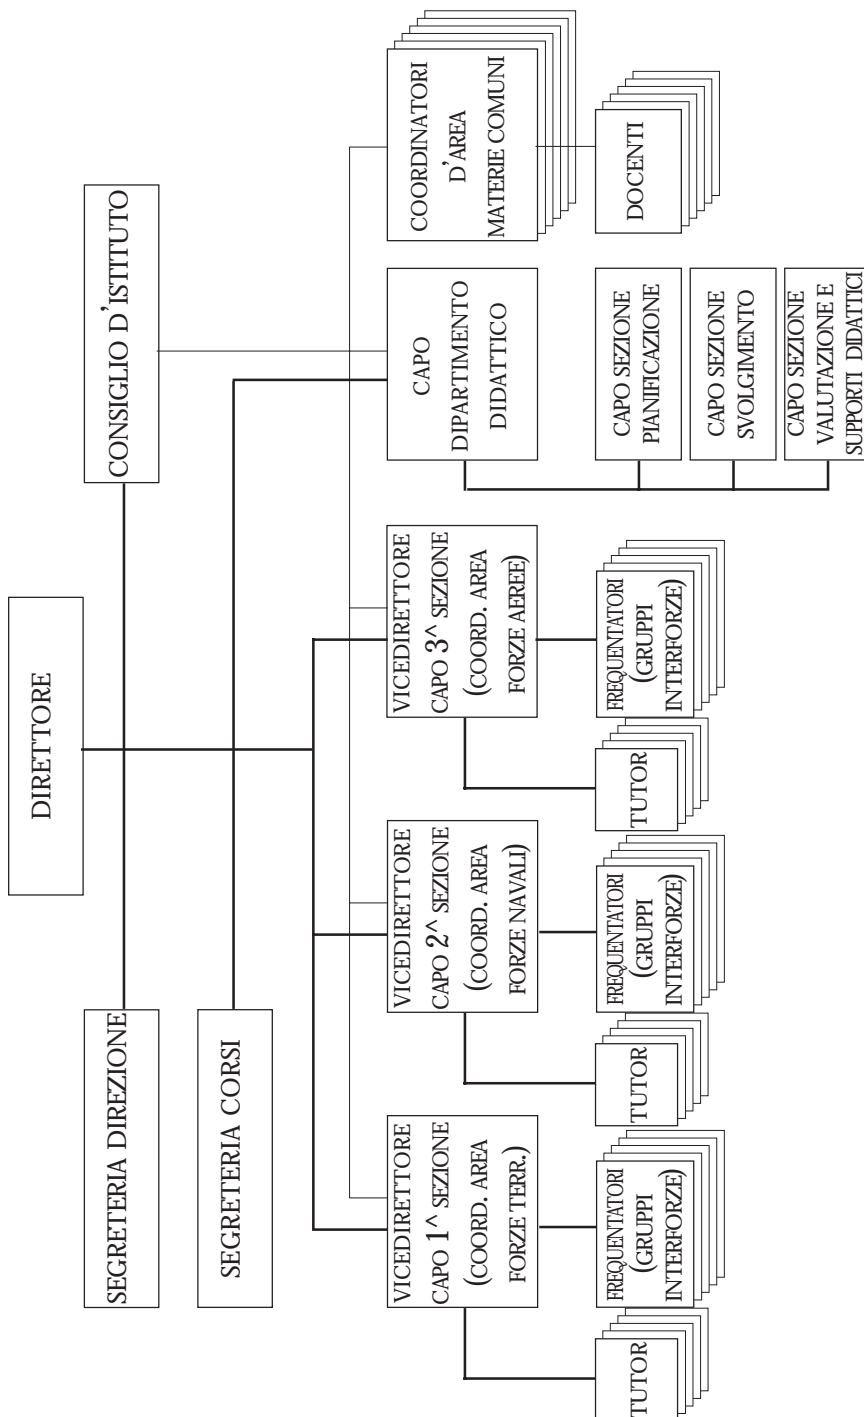 DIRETTORE
SEGRETERIA DIREZIONE
CONSIGLIO D'ISTITUTO
SEGRETERIA CORSI
VICEDIRETTORE
CAPO 1^ SEZIONE
(COORD. AREA
FORZE TERR.)
VICEDIRETTORE
CAPO 2^ SEZIONE
(COORD. AREA
FORZE NAVALI)
VICEDIRETTORE
CAPO 3^ SEZIONE
(COORD. AREA
FORZE AEREE)
CAPO
DIPARTIMENTO
DIDATTICO
COORDINATORI
D'AREA
MATERIE COMUNI
TUTOR
FREQUENTATORI
(GRUPPI
INTERFORZE)
TUTOR
FREQUENTATORI
(GRUPPI
INTERFORZE)
TUTOR
FREQUENTATORI
(GRUPPI
INTERFORZE)
CAPO SEZIONE
PIANIFICAZIONE
CAPO SEZIONE
SVOLGIMENTO
CAPO SEZIONE
VALUTAZIONE E
SUPPORTI DIDATTICI
DOCENTI